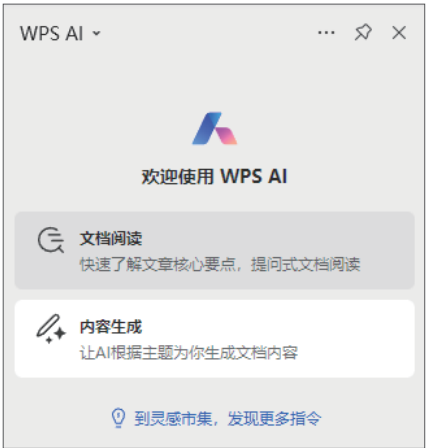 WPS AI
欢迎使用 WPS AI
文档阅读
快速了解文章核心要点，提问式文档阅读
内容生成
让AI根据主题为你生成文档内容
到灵感市集，发现更多指令